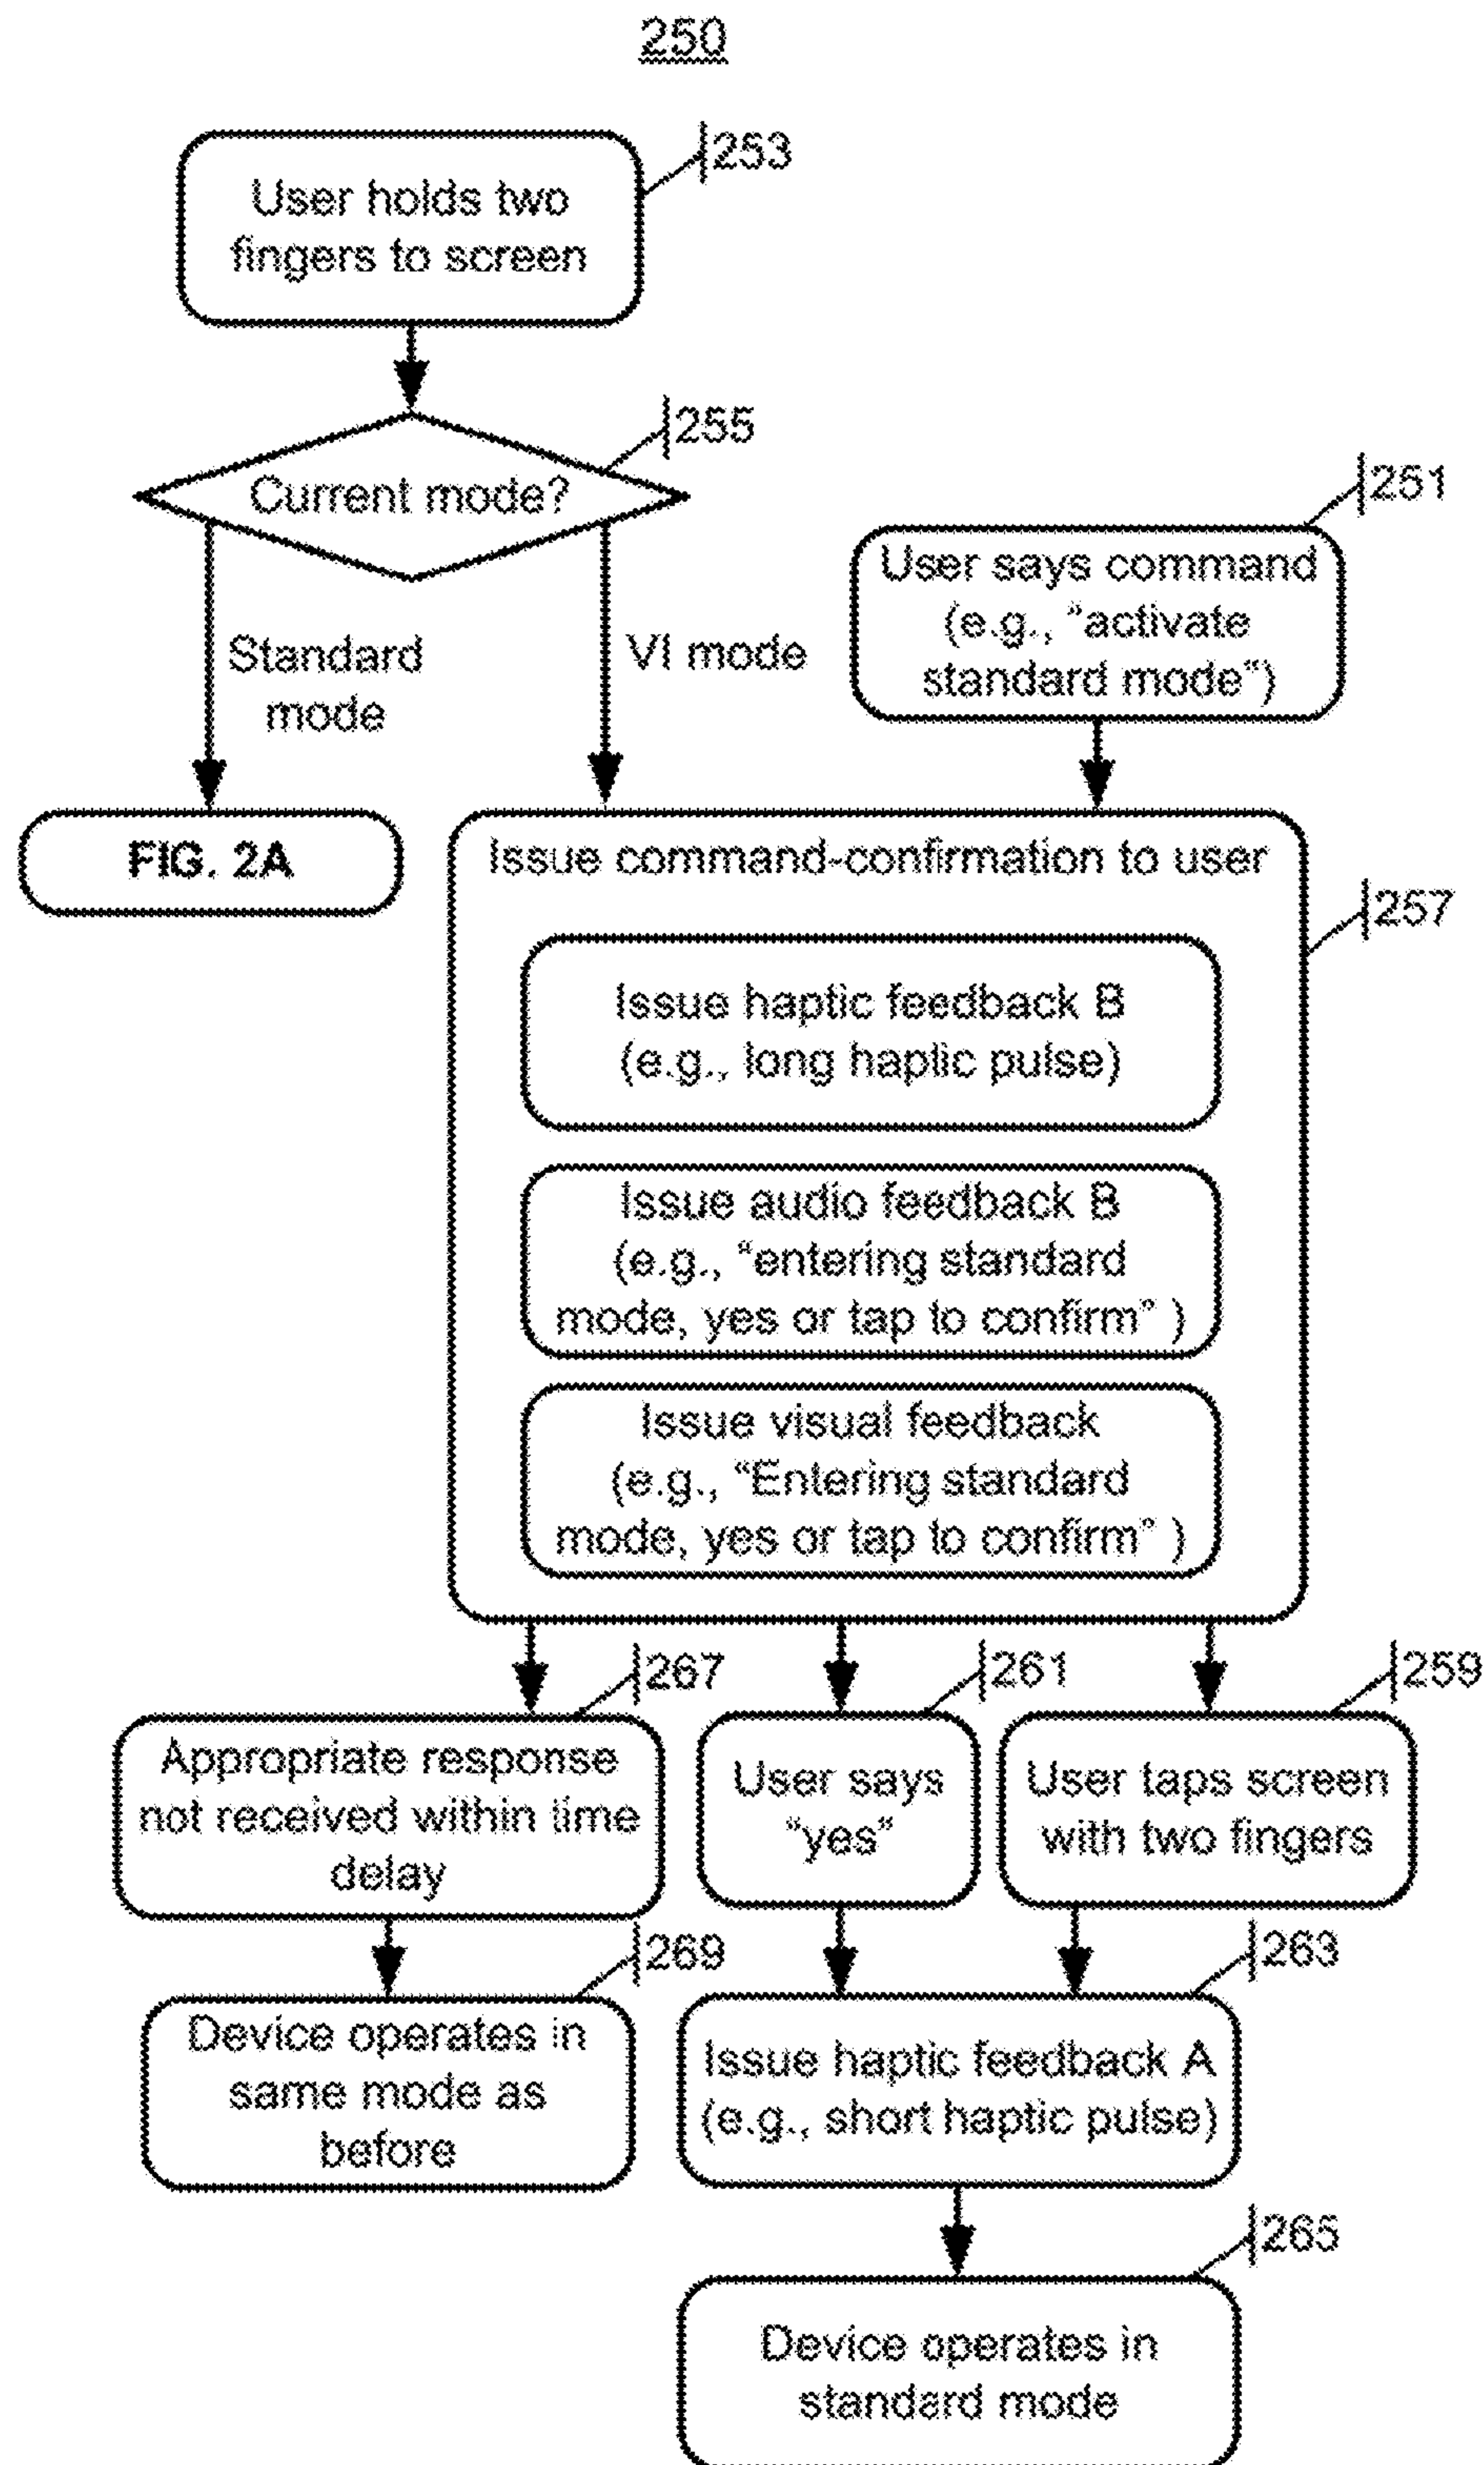 250
253
User holds two
fingers to screen
255
Current mode?
251
User says command
(e.g., “activate
standard mode“)
Standard
mode
VI mode
FIG. 2A
Issue command-confirmation to user
257
Issue haptic feedback B
(e.g., long haptic pulse)
Issue audio feedback B
(e.g., “entering standard
mode, yes or tap to confirm” )
Issue visual feedback
(e.g., “Entering standard
mode, yes or tap to confirm” )
267
261
259
Appropriate response
not received within time
delay
User says
“yes”
User taps screen
with two fingers
269
263
Device operates in
same mode as
before
Issue haptic feedback A
(e.g., short haptic pulse)
265
Device operates in
standard mode